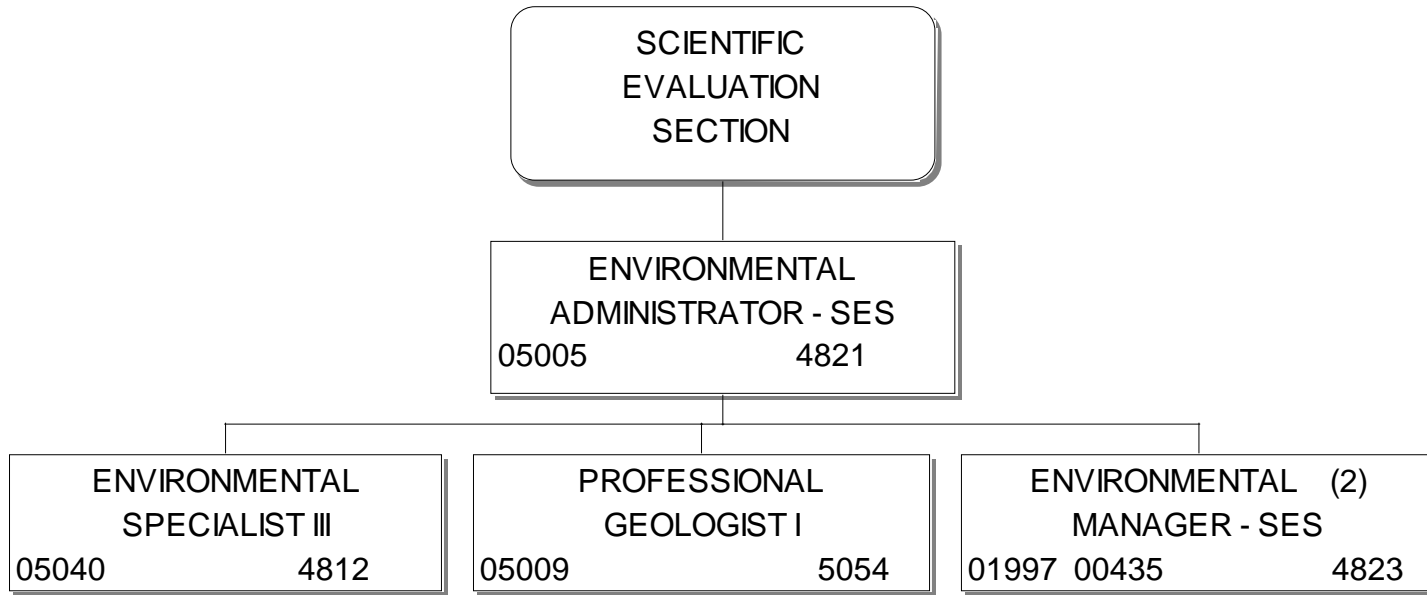 SCIENTIFIC
EVALUATION
SECTION
ENVIRONMENTAL
ADMINISTRATOR - SES
05005 4821
ENVIRONMENTAL
SPECIALIST III
05040 4812
PROFESSIONAL
GEOLOGIST I
05009 5054
ENVIRONMENTAL (2)
MANAGER - SES
01997 00435 4823